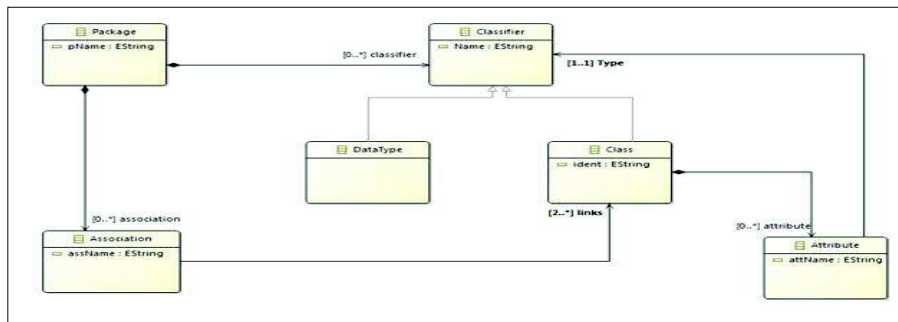 Package
pName : EString
Classifier
Name : EString
[0..*] classifier
[1..1] Type
DataType
Class
ident : EString
[0..*] association
[2..*] links
[0..*] attribute
Association
assName : EString
Attribute
attName : EString